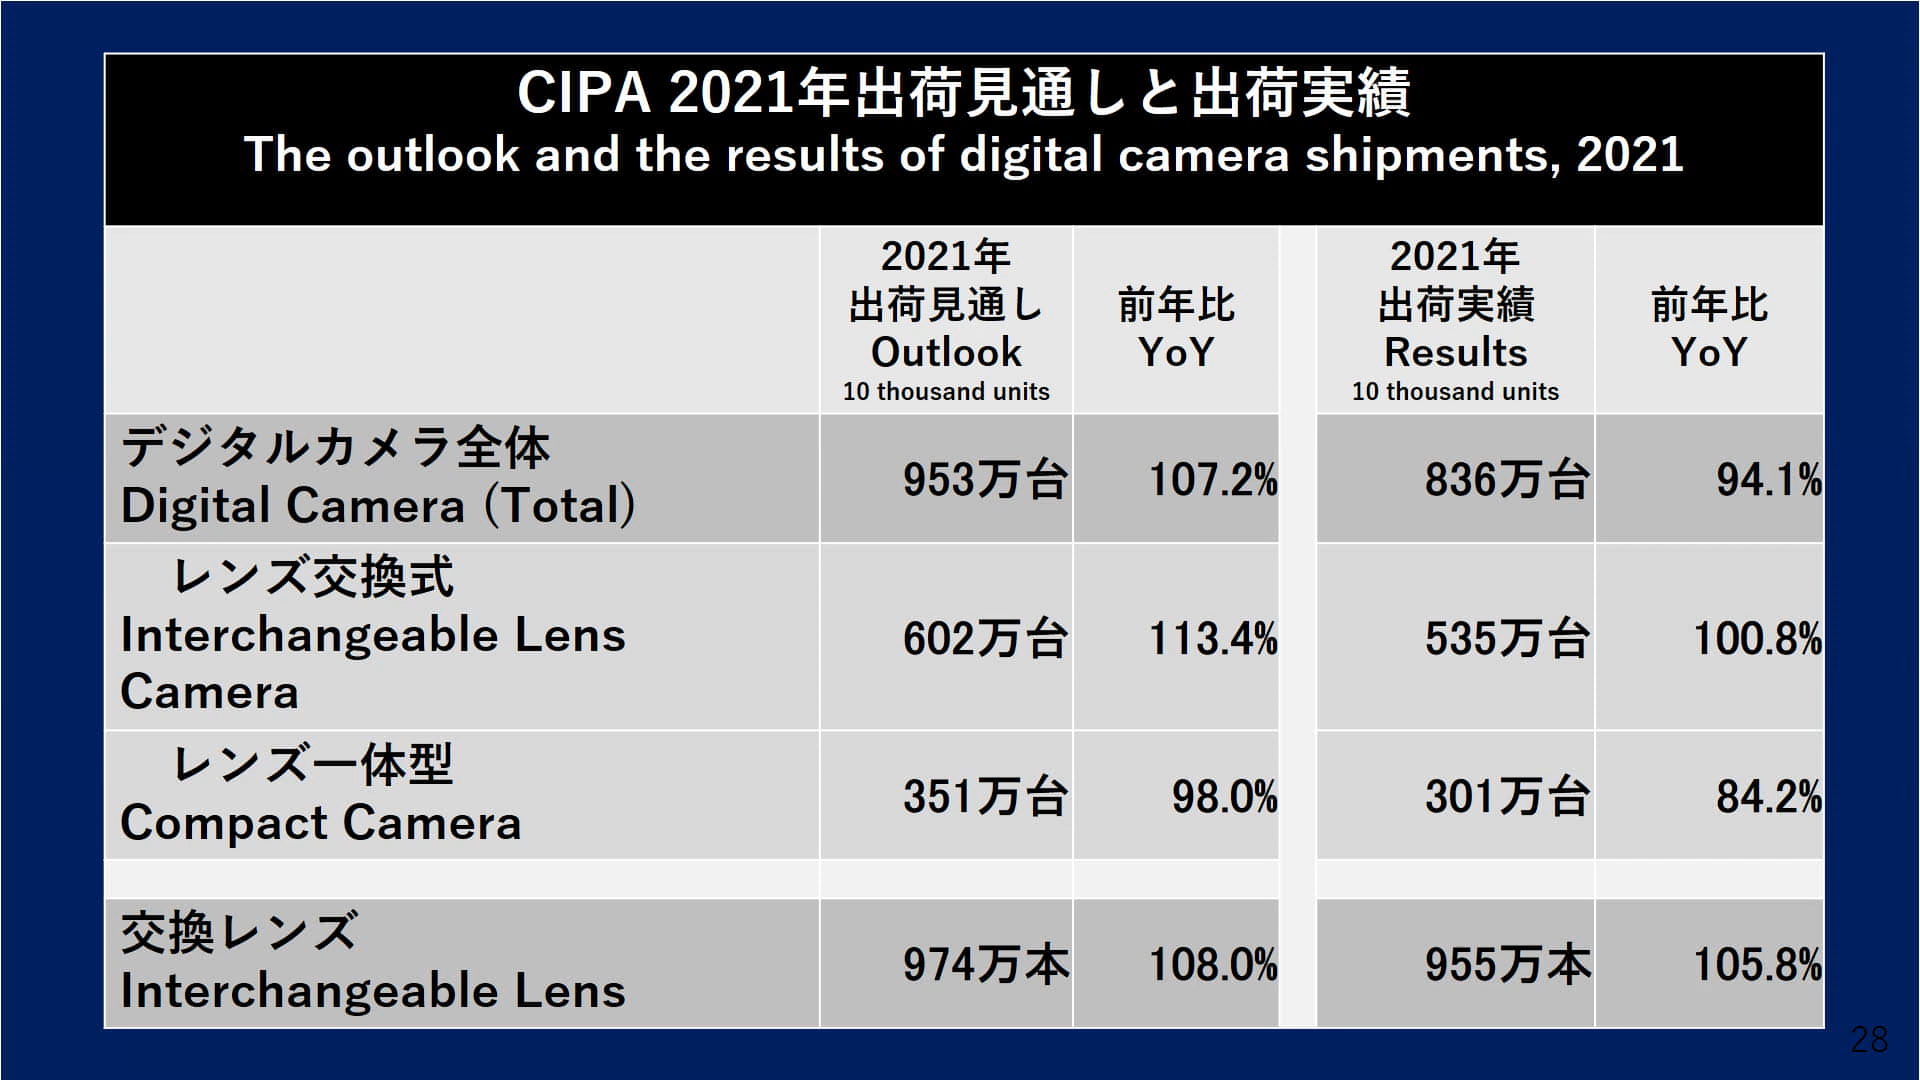 CIPA 2021年出荷見通しと出荷実績
The outlook and the results of digital camera shipments, 2021
2021年
出荷見通し
Outlook
10 thousand units
前年比
YoY
2021年
出荷実績
Results
10 thousand units
前年比
YoY
デジタルカメラ全体
Digital Camera (Total)
953万台
107.2%
836万台
94.1%
レンズ交換式
Interchangeable Lens
Camera
602万台
113.4%
535万台
100.8%
レンズ一体型
Compact Camera
351万台
98.0%
301万台
84.2%
交換レンズ
Interchangeable Lens
974万本
108.0%
955万本
105.8%
28